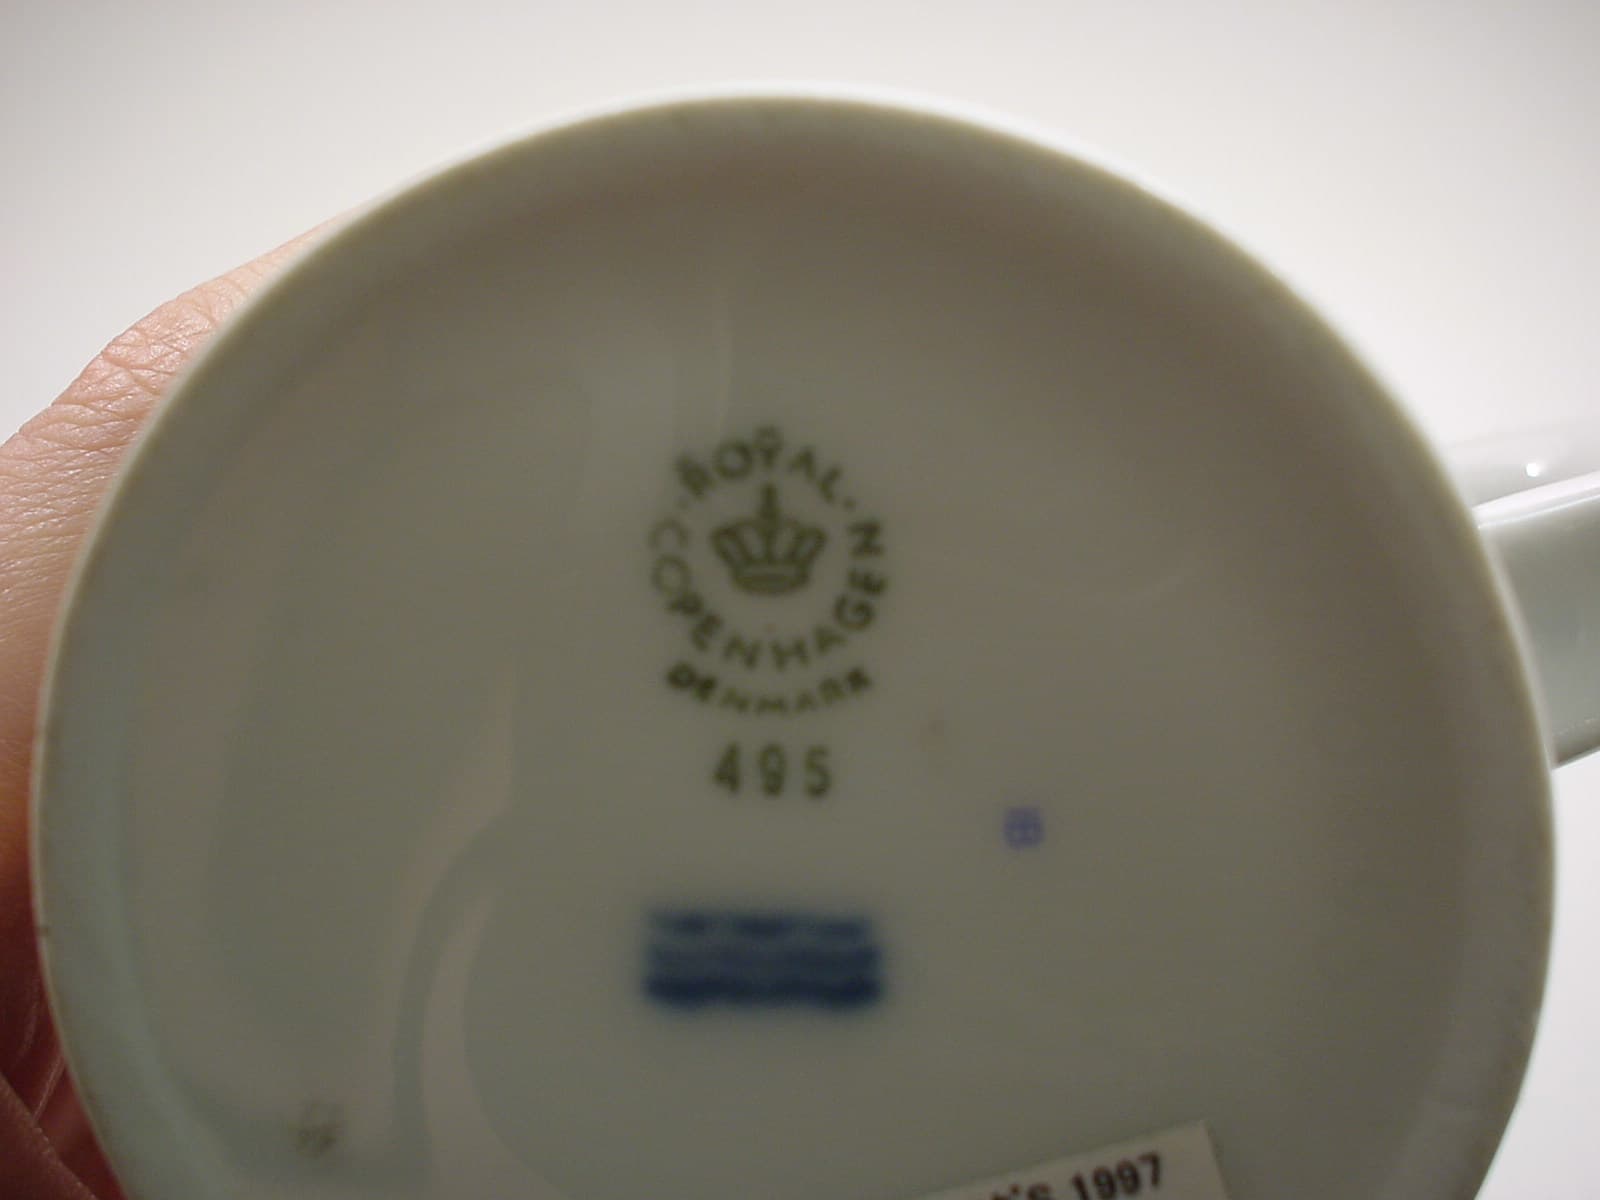 ROYAL
COPENHAGEN
DENMARK
495
1997